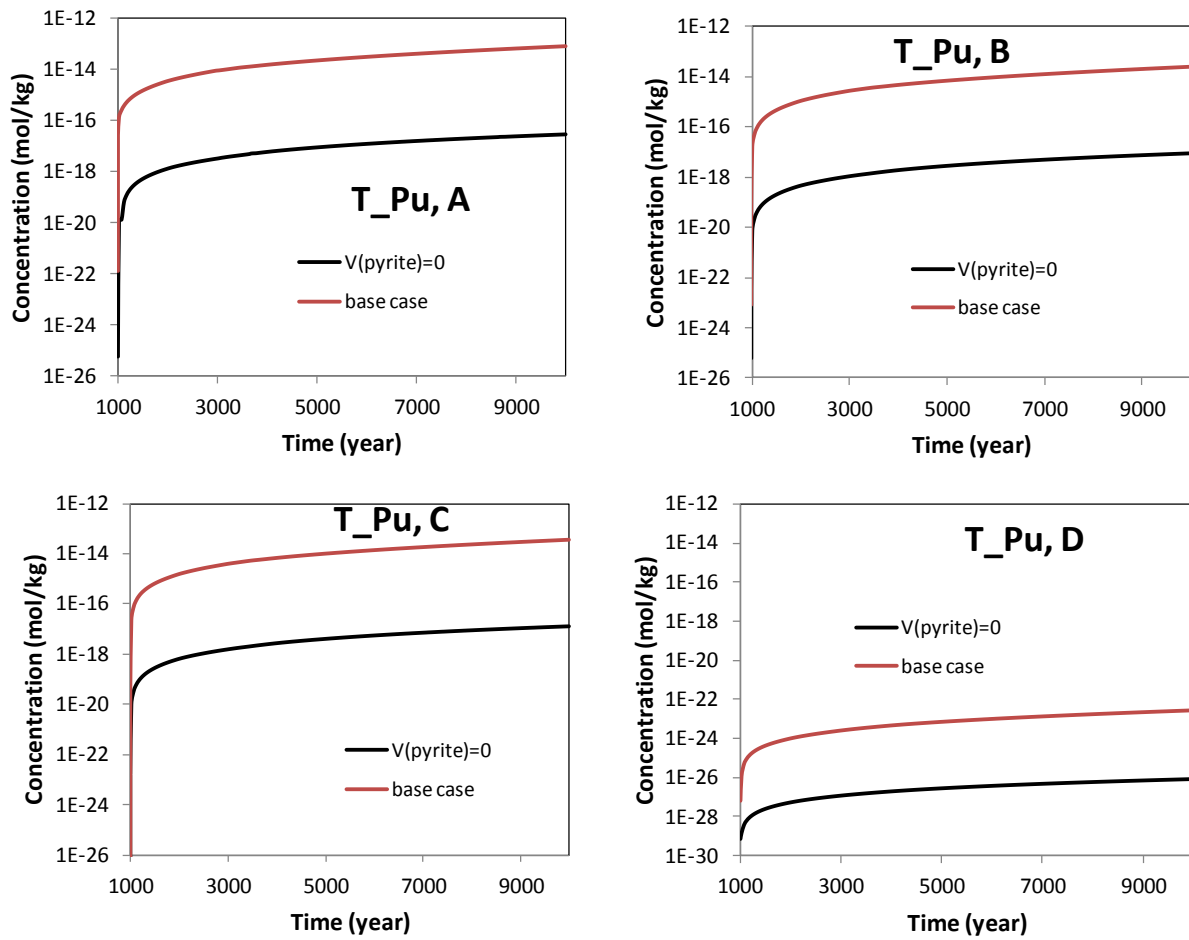 T_Pu, A
Concentration (mol/kg)
1E-12
1E-14
1E-16
1E-18
1E-20
1E-22
1E-24
1E-26
V(pyrite)=0
base case
1000 3000 5000 7000 9000
Time (year)
T_Pu, B
Concentration (mol/kg)
1E-12
1E-14
1E-16
1E-18
1E-20
1E-22
1E-24
1E-26
V(pyrite)=0
base case
1000 3000 5000 7000 9000
Time (year)
T_Pu, C
Concentration (mol/kg)
1E-12
1E-14
1E-16
1E-18
1E-20
1E-22
1E-24
1E-26
V(pyrite)=0
base case
1000 3000 5000 7000 9000
Time (year)
T_Pu, D
Concentration (mol/kg)
1E-12
1E-14
1E-16
1E-18
1E-20
1E-22
1E-24
1E-26
1E-28
1E-30
V(pyrite)=0
base case
1000 3000 5000 7000 9000
Time (year)